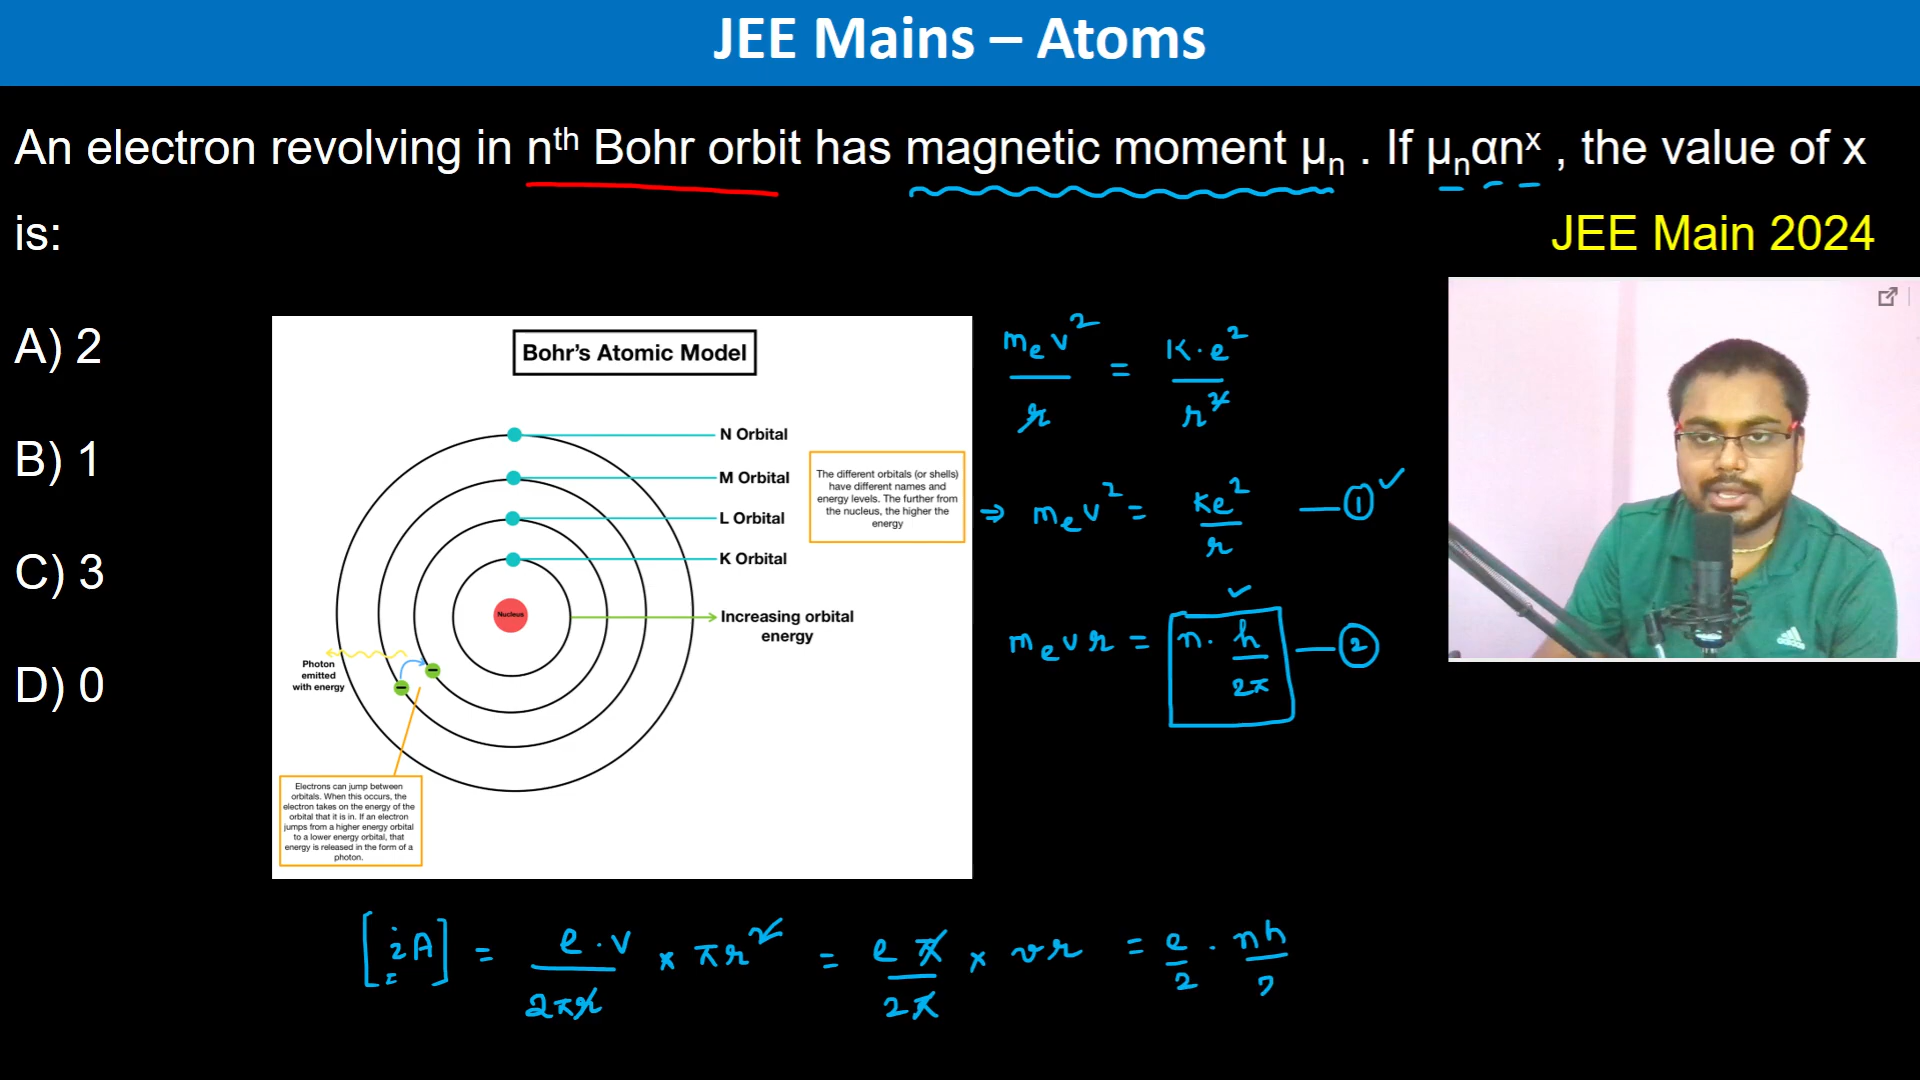 JEE Mains – Atoms
An electron revolving in nᵗʰ Bohr orbit has magnetic moment μₙ . If μₙαnˣ , the value of x
is:
JEE Main 2024
A) 2
B) 1
C) 3
D) 0
Bohr's Atomic Model
N Orbital
M Orbital
L Orbital
K Orbital
The different orbitals (or shells)
have different names and
energy levels. The further from
the nucleus, the higher the
energy
Nucleus
Increasing orbital
energy
Photon
emitted
with energy
Electrons can jump between
orbitals. When this occurs, the
electron takes on the energy of the
orbital that it is in. If an electron
jumps from a higher energy orbital
to a lower energy orbital, that
energy is released in the form of a
photon.
mₑv²/r = K·e²/r²
⇒ mₑv² = Ke²/r — ① ✓
mₑvr = n·h/2π — ②
[iA] = e·v/2πr × πr² = eπ/2π × vr = e/2 · nh/2